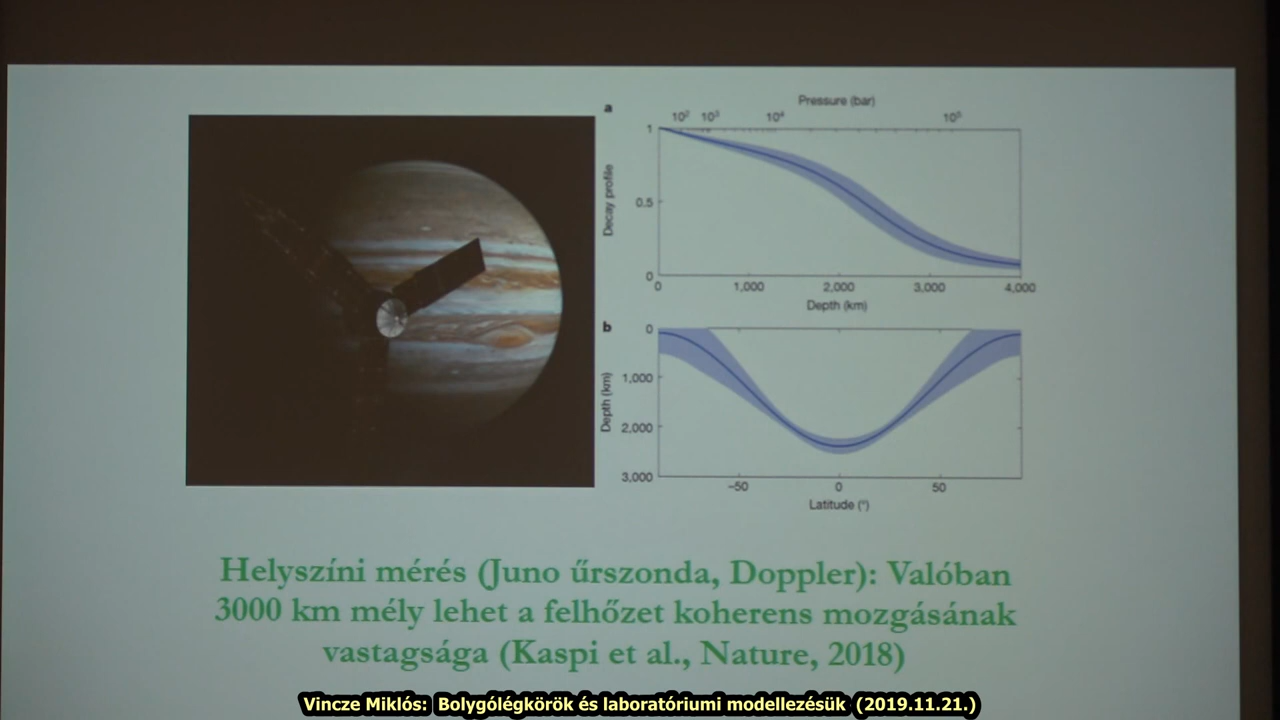 a
Pressure (bar)
10² 10³ 10⁴ 10⁵
Decay profile
1
0.5
0
0 1,000 2,000 3,000 4,000
Depth (km)
b
Depth (km)
0
1,000
2,000
3,000
−50 0 50
Latitude (°)
Helyszíni mérés (Juno űrszonda, Doppler): Valóban
3000 km mély lehet a felhőzet koherens mozgásának
vastagsága (Kaspi et al., Nature, 2018)
Vincze Miklós: Bolygólégkörök és laboratóriumi modellezésük (2019.11.21.)